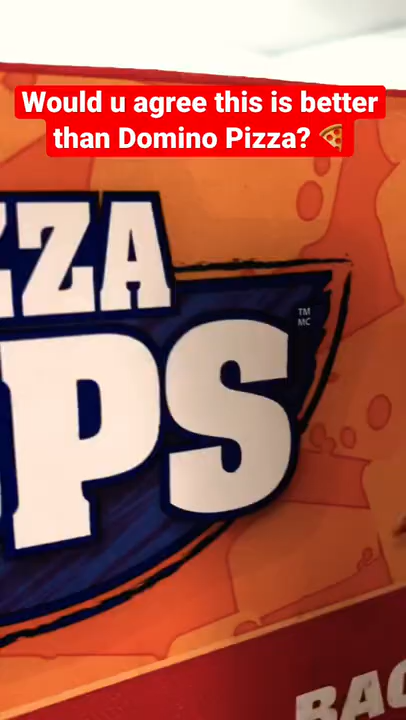 Would u agree this is better
than Domino Pizza? 🍕
ZZA
PS
TM
MC
BAC